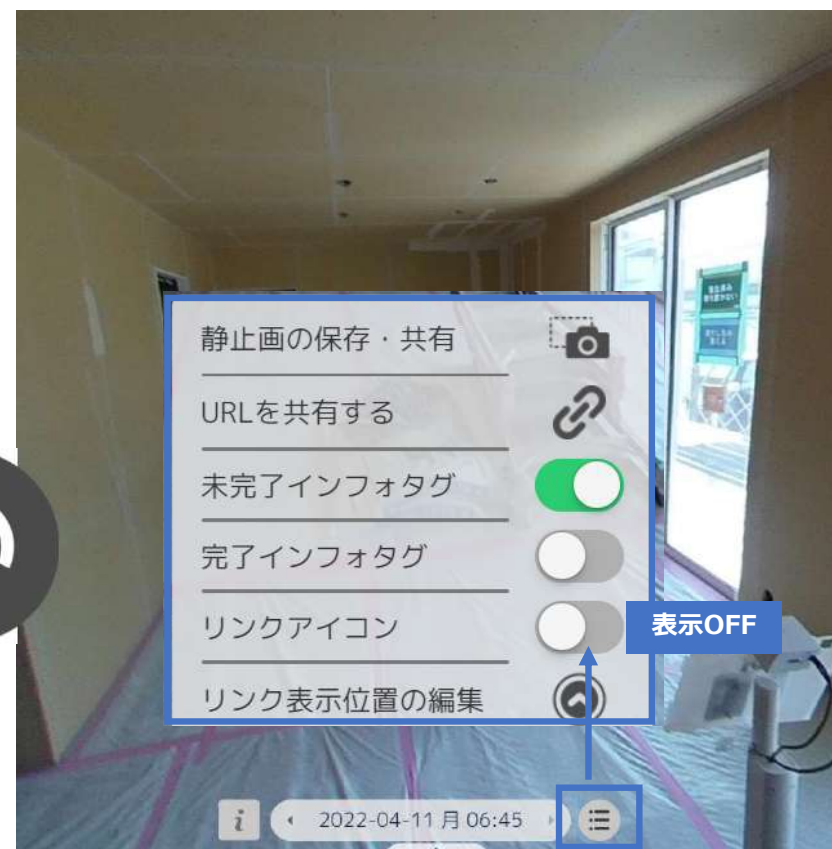 静止画の保存・共有
URLを共有する
未完了インフォタグ
完了インフォタグ
リンクアイコン
表示OFF
リンク表示位置の編集
i
2022-04-11 月 06:45